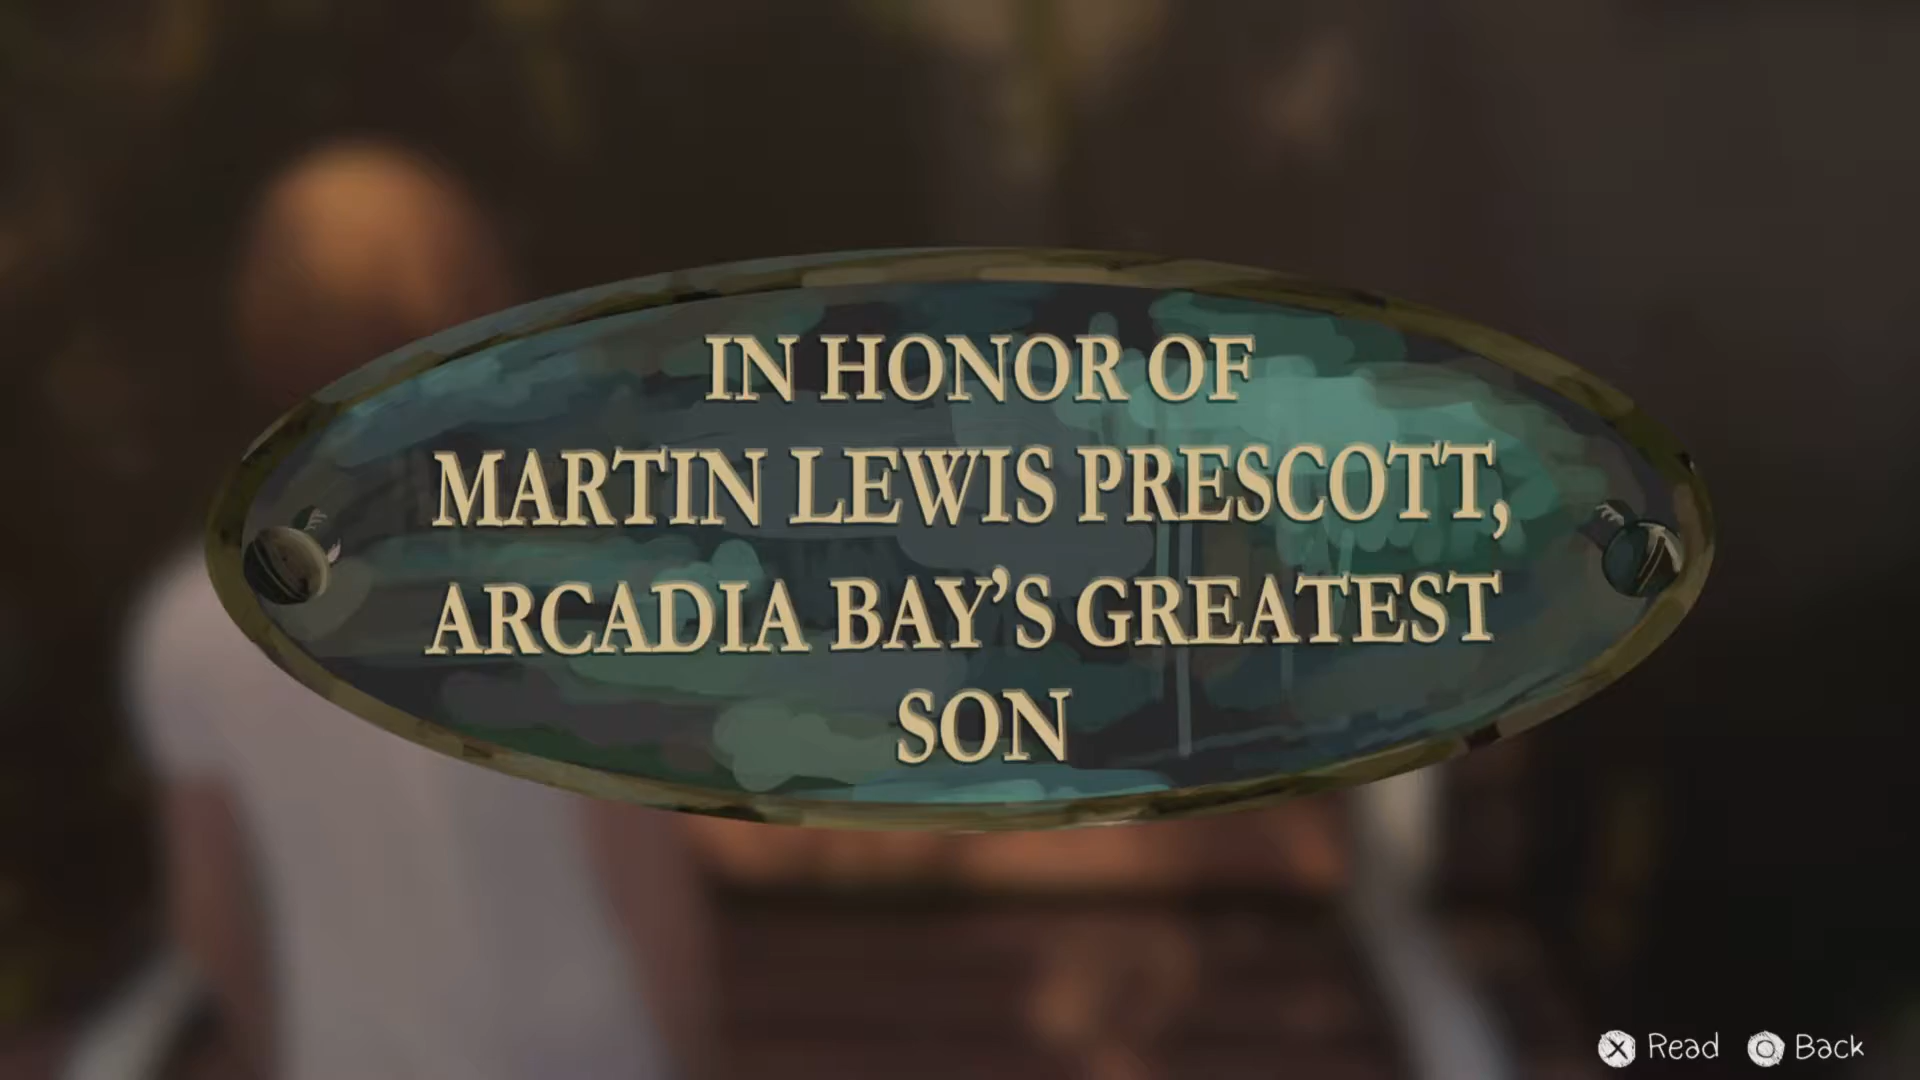 IN HONOR OF
MARTIN LEWIS PRESCOTT,
ARCADIA BAY'S GREATEST
SON
Read Back